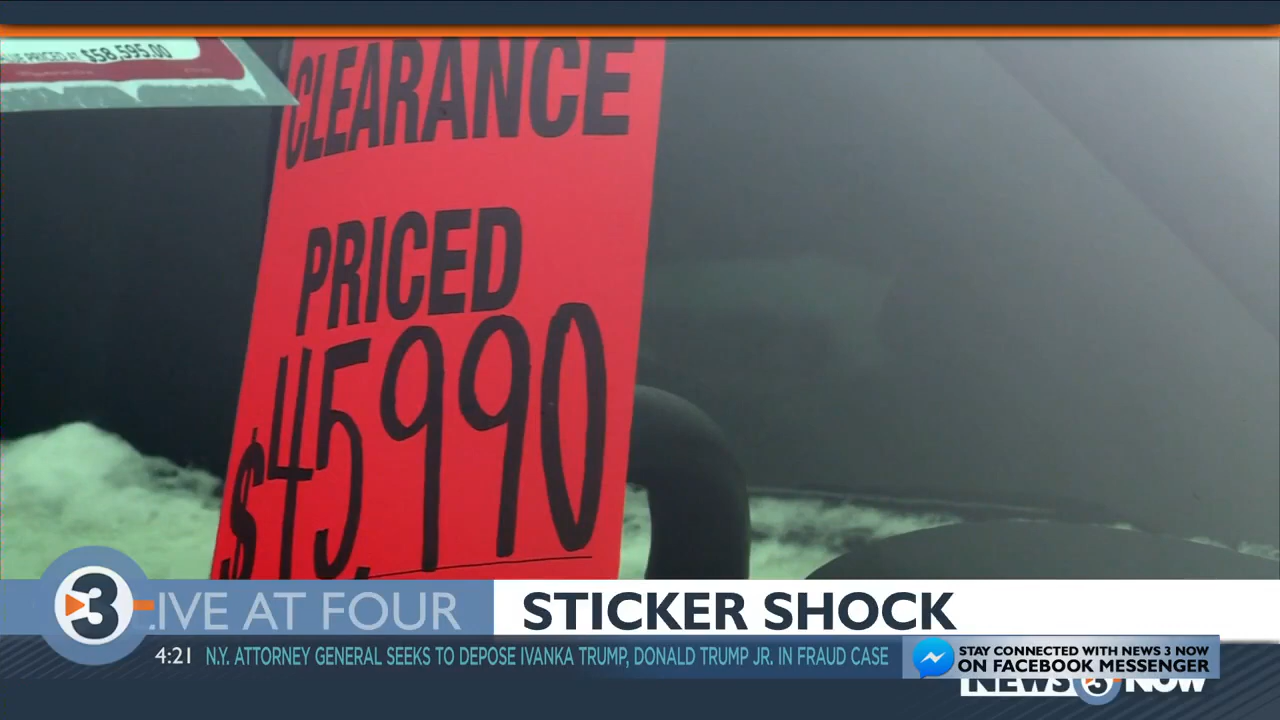 PRICED AT $58,595.00
CLEARANCE
PRICED
$45,990
3
LIVE AT FOUR
STICKER SHOCK
4:21 N.Y. ATTORNEY GENERAL SEEKS TO DEPOSE IVANKA TRUMP, DONALD TRUMP JR. IN FRAUD CASE
STAY CONNECTED WITH NEWS 3 NOW
ON FACEBOOK MESSENGER
NEWS 3 NOW